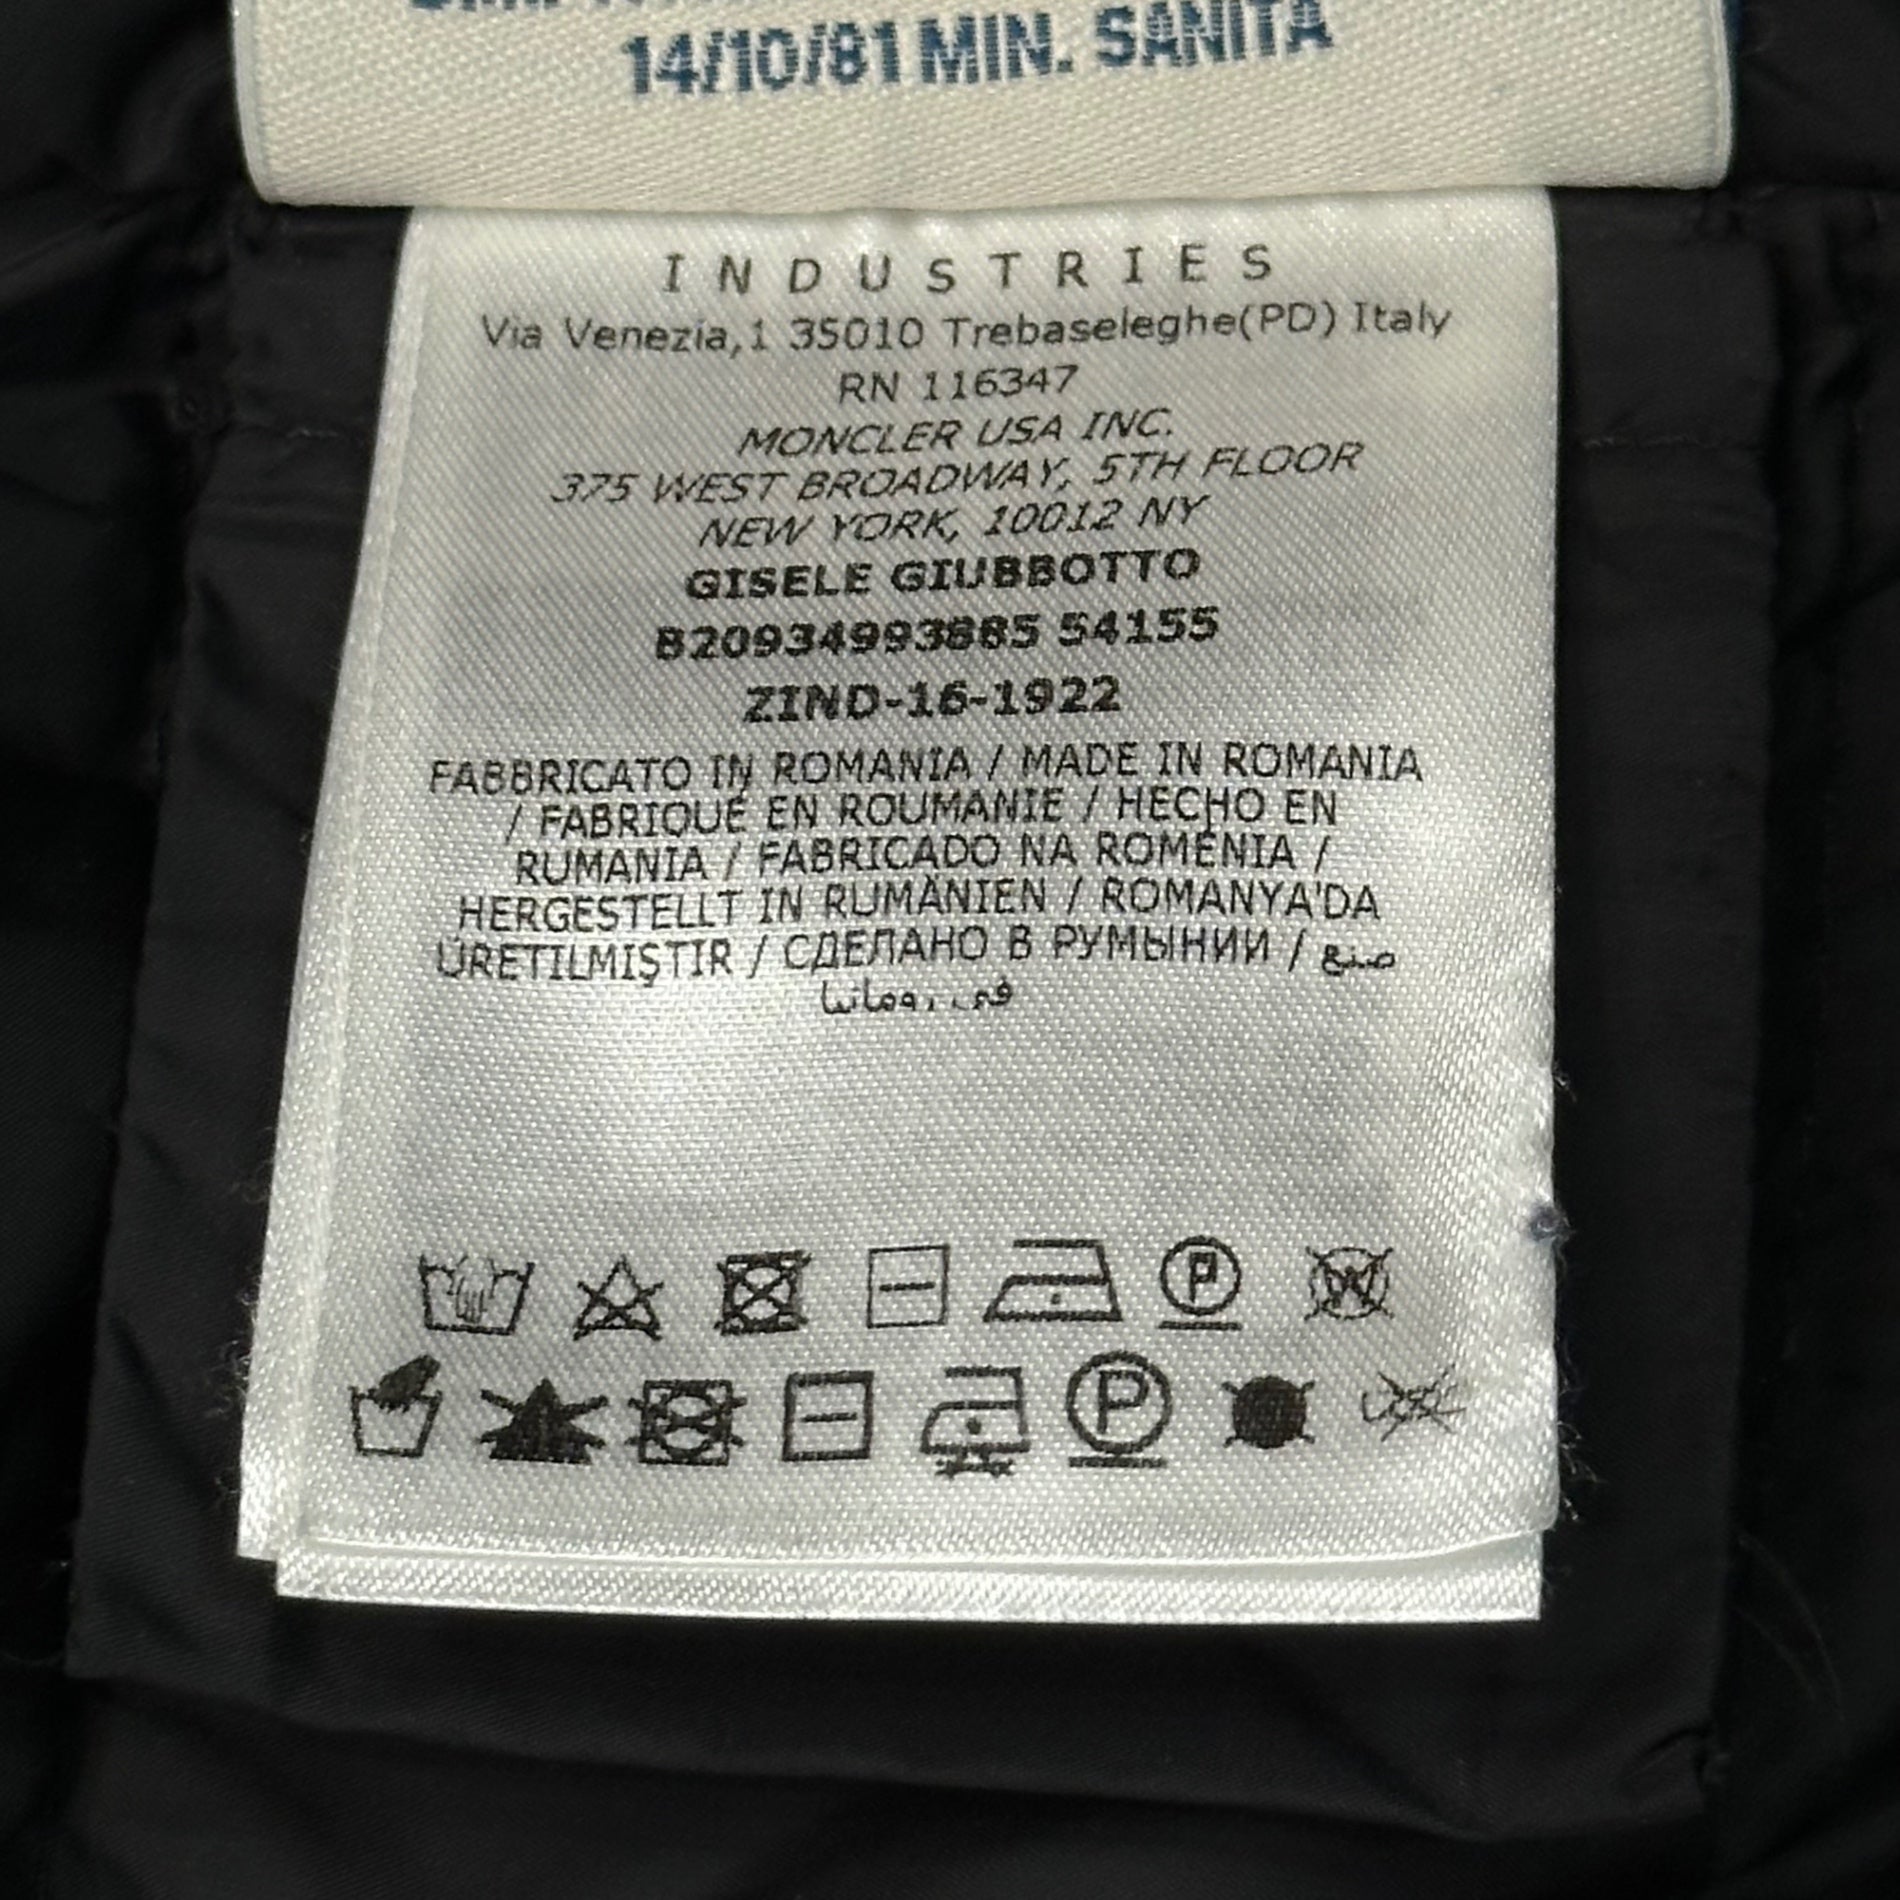 14/10/81 MIN. SANITA
INDUSTRIES
Via Venezia,1 35010 Trebaseleghe(PD) Italy
RN 116347
MONCLER USA INC.
375 WEST BROADWAY, 5TH FLOOR
NEW YORK, 10012 NY
GISELE GIUBBOTTO
B20934993885 54155
ZIND-16-1922
FABBRICATO IN ROMANIA / MADE IN ROMANIA
/ FABRIQUÉ EN ROUMANIE / HECHO EN
RUMANIA / FABRICADO NA ROMÊNIA /
HERGESTELLT IN RUMÄNIEN / ROMANYA'DA
ÜRETILMIŞTIR / СДЕЛАНО В РУМЫНИИ / صنع
في رومانيا
P W
P